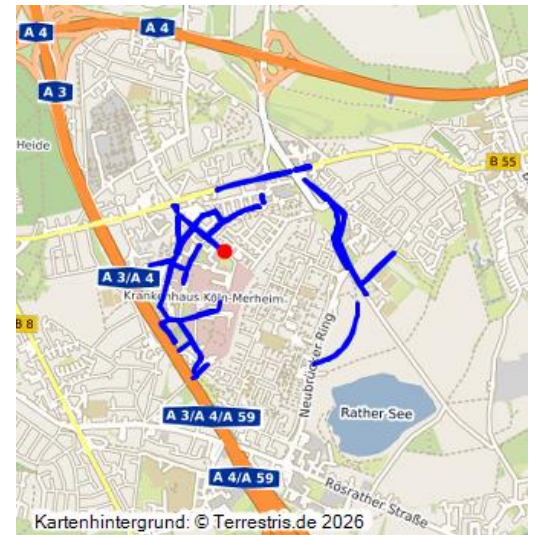 A 4
A 4
A 3
Heide
B 55
A 3/A 4
Krankenhaus Köln-Merheim
B 8
Neubrücker Ring
A 3/A 4/A 59
Rather See
A 4/A 59
Rösrather Straße
Kartenhintergrund: © Terrestris.de 2026